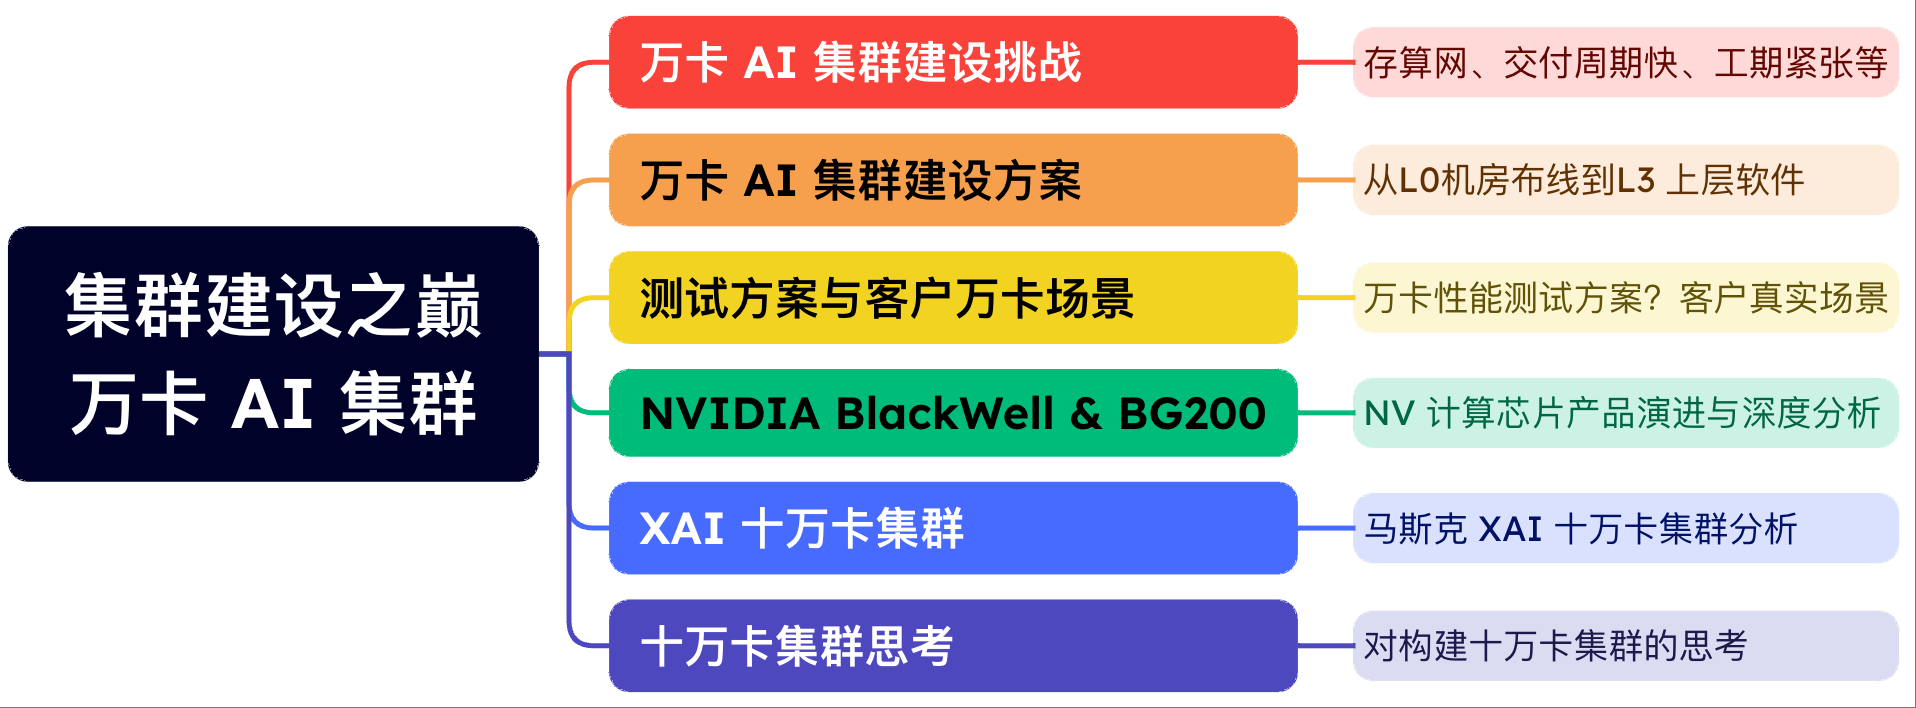 集群建设之巅
万卡 AI 集群
万卡 AI 集群建设挑战
存算网、交付周期快、工期紧张等
万卡 AI 集群建设方案
从L0机房布线到L3 上层软件
测试方案与客户万卡场景
万卡性能测试方案？客户真实场景
NVIDIA BlackWell & BG200
NV 计算芯片产品演进与深度分析
XAI 十万卡集群
马斯克 XAI 十万卡集群分析
十万卡集群思考
对构建十万卡集群的思考